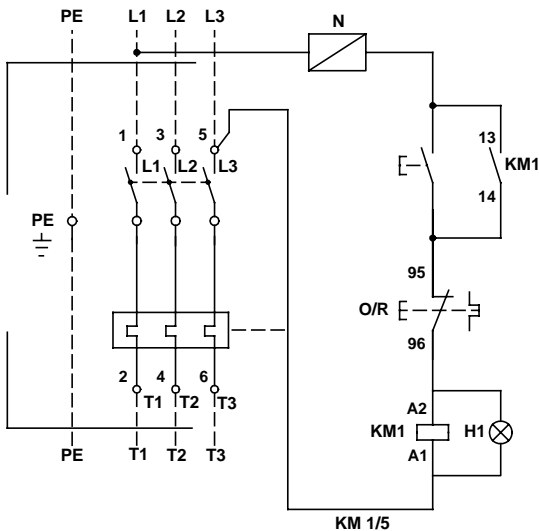 PE L1 L2 L3 N
1 3 5
L1 L2 L3
13
KM1
14
PE
95
O/R
96
2 4 6
T1 T2 T3
A2
KM1 H1
A1
PE T1 T2 T3
KM 1/5